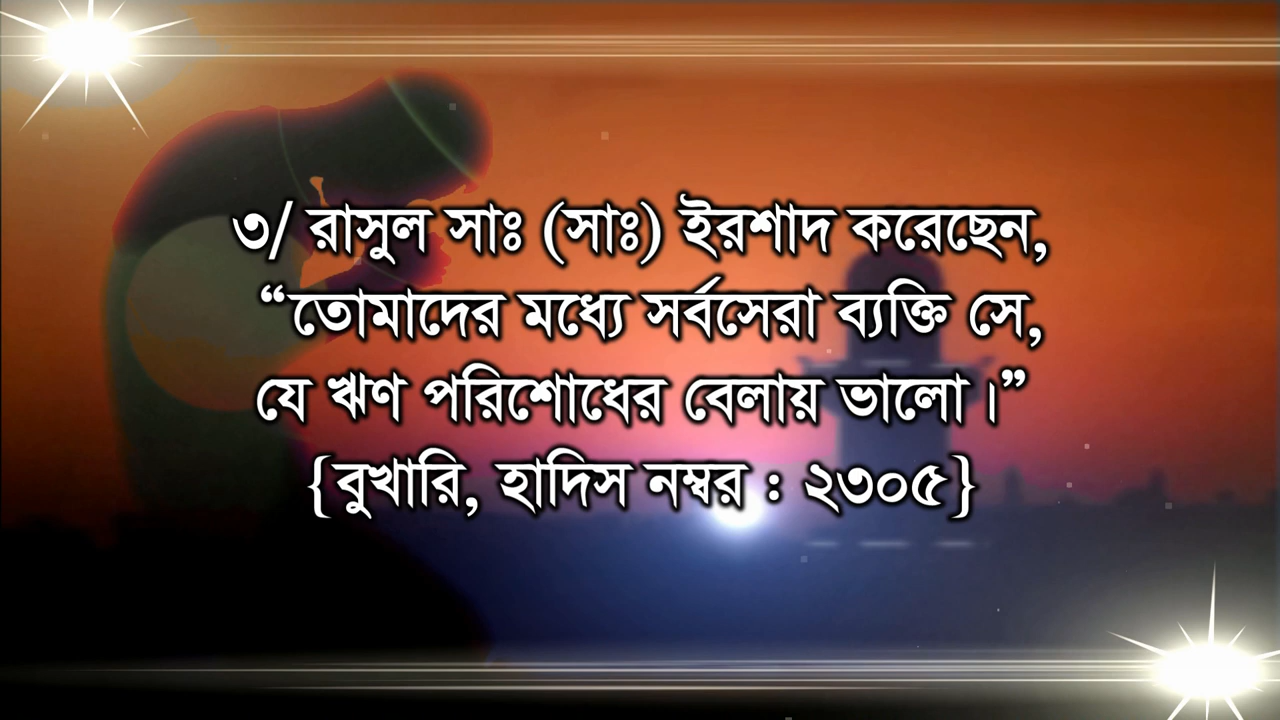 ৩/ রাসুল সাঃ (সাঃ) ইরশাদ করেছেন,
“তোমাদের মধ্যে সর্বসেরা ব্যক্তি সে,
যে ঋণ পরিশোধের বেলায় ভালো।”
{বুখারি, হাদিস নম্বর : ২৩০৫}